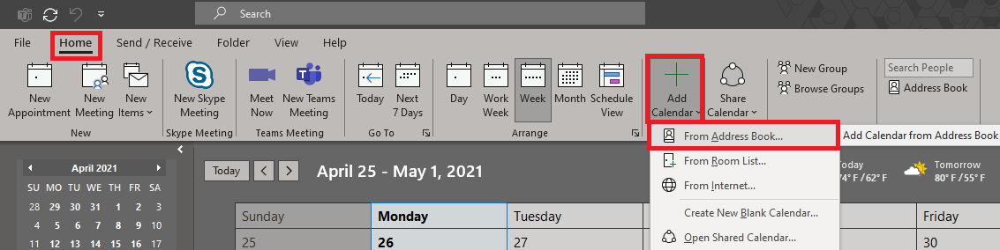 Search
File Home Send / Receive Folder View Help
New Appointment
New Meeting
New Items
New Skype Meeting
Meet Now
New Teams Meeting
Today
Next 7 Days
Day
Work Week
Week
Month
Schedule View
Add Calendar
Share Calendar
New Group
Browse Groups
Search People
Address Book
New
Skype Meeting
Teams Meeting
Go To
Arrange
From Address Book...
Add Calendar from Address Book
From Room List...
From Internet...
Create New Blank Calendar...
Open Shared Calendar...
April 2021
SU MO TU WE TH FR SA
28 29 30 31 1 2 3
4 5 6 7 8 9 10
11 12 13 14 15 16 17
Today
April 25 - May 1, 2021
Today
74° F / 62° F
Tomorrow
80° F / 55° F
Sunday Monday Tuesday Friday
25 26 27 30